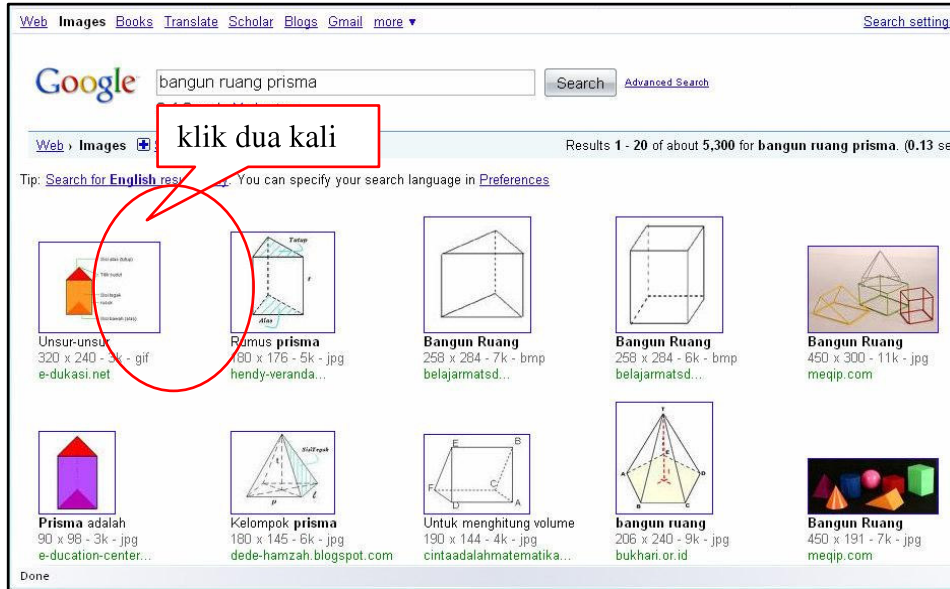 Web Images Books Translate Scholar Blogs Gmail more ▼ Search setting
Google bangun ruang prisma Search Advanced Search
klik dua kali
Web › Images Results 1 - 20 of about 5,300 for bangun ruang prisma. (0.13 se
Tip: Search for English You can specify your search language in Preferences
Tutup
Alas
t
Unsur-unsur Rumus prisma Bangun Ruang Bangun Ruang Bangun Ruang
320 x 240 - 3k - gif 180 x 176 - 5k - jpg 258 x 284 - 7k - bmp 258 x 284 - 6k - bmp 450 x 300 - 11k - jpg
e-dukasi.net hendy-veranda... belajarmatsd... belajarmatsd... meqip.com
E B
F C
D A
Prisma adalah Kelompok prisma Untuk menghitung volume bangun ruang Bangun Ruang
90 x 98 - 3k - jpg 180 x 145 - 6k - jpg 190 x 144 - 4k - jpg 206 x 240 - 9k - jpg 450 x 191 - 7k - jpg
e-ducation-center... dede-hamzah.blogspot.com cintaadalahmatematika... bukhari.or.id meqip.com
Done